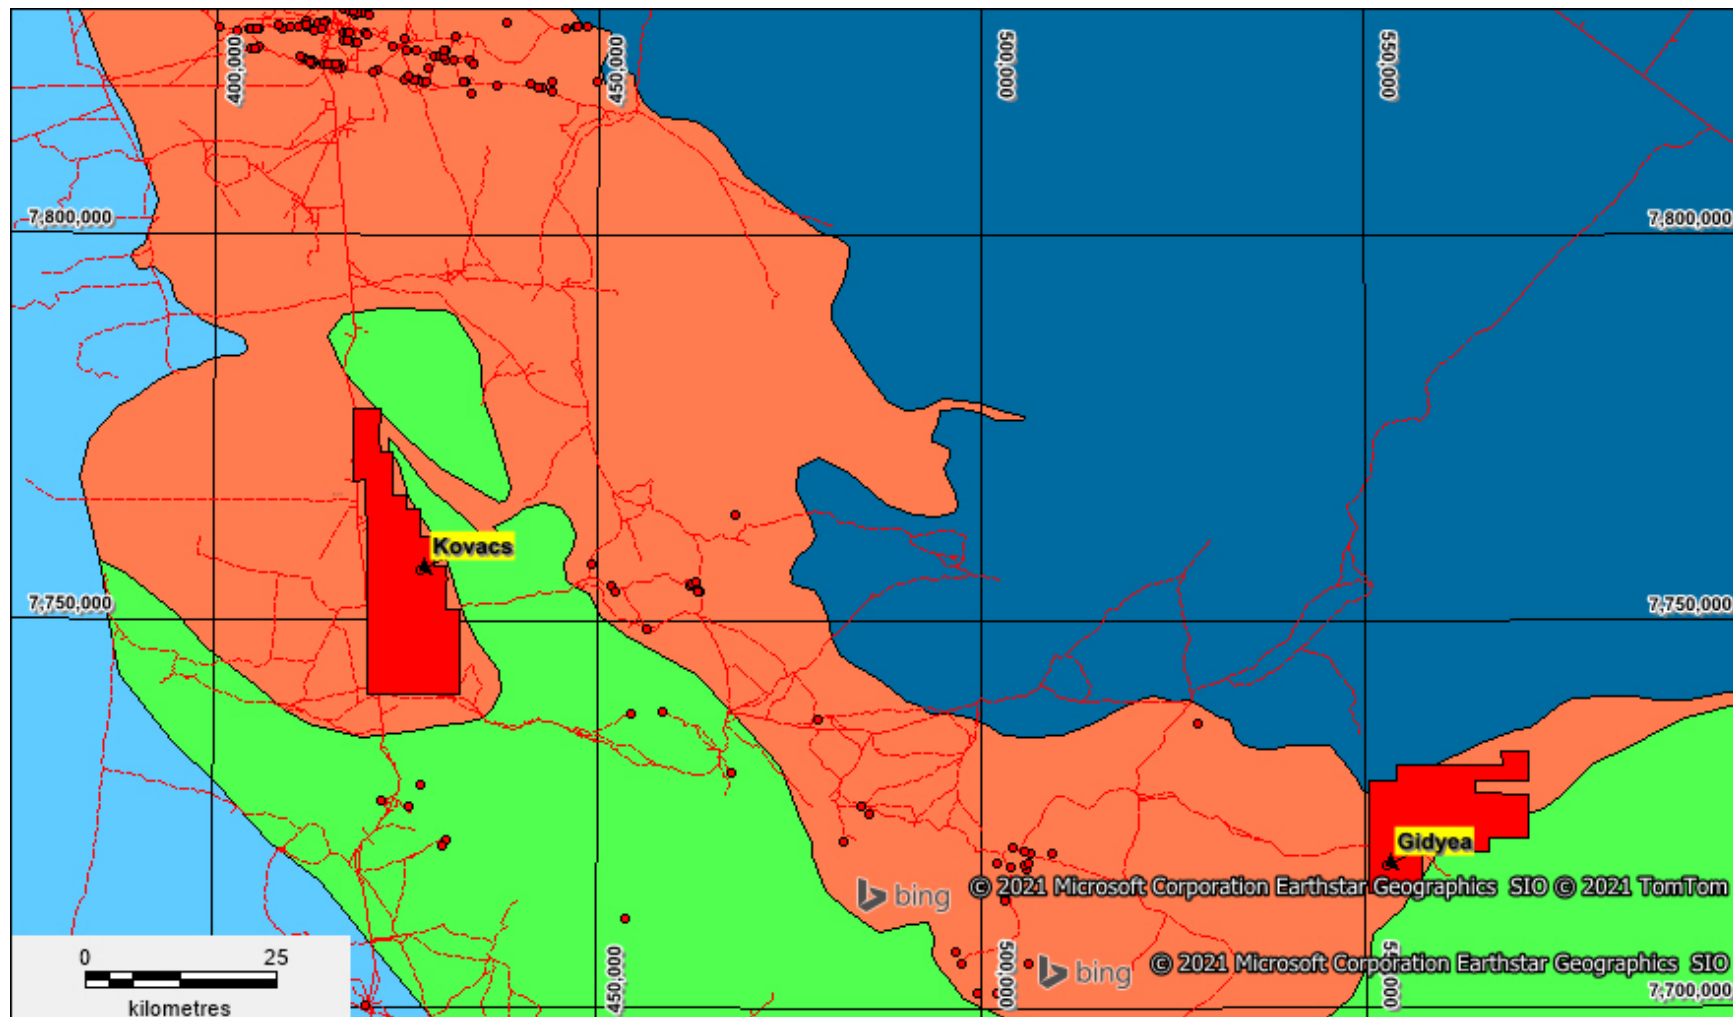 400,000
450,000
500,000
550,000
7,800,000
7,800,000
Kovacs
7,750,000
7,750,000
Gidyea
bing
© 2021 Microsoft Corporation Earthstar Geographics SIO © 2021 TomTom
0
25
kilometres
450,000
500,000
bing
© 2021 Microsoft Corporation Earthstar Geographics SIO
7,700,000